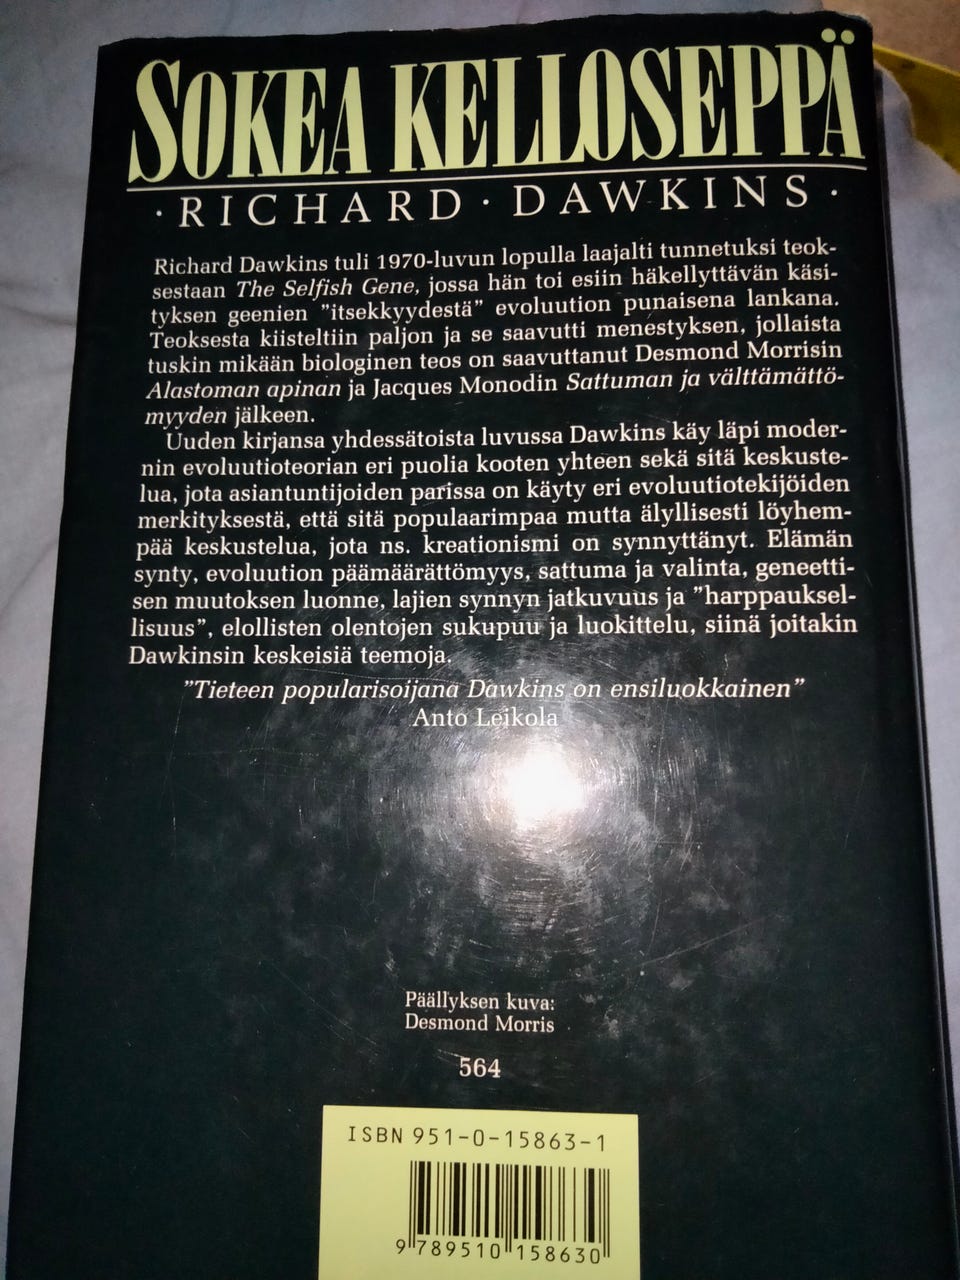 SOKEA KELLOSEPPÄ
· RICHARD · DAWKINS ·
Richard Dawkins tuli 1970-luvun lopulla laajalti tunnetuksi teok-
sestaan The Selfish Gene, jossa hän toi esiin häkellyttävän käsi-
tyksen geenien ”itsekkyydestä” evoluution punaisena lankana.
Teoksesta kiisteltiin paljon ja se saavutti menestyksen, jollaista
tuskin mikään biologinen teos on saavuttanut Desmond Morrisin
Alastoman apinan ja Jacques Monodin Sattuman ja välttämättö-
myyden jälkeen.
Uuden kirjansa yhdessätoista luvussa Dawkins käy läpi moder-
nin evoluutioteorian eri puolia kooten yhteen sekä sitä keskuste-
lua, jota asiantuntijoiden parissa on käyty eri evoluutiotekijöiden
merkityksestä, että sitä populaarimpaa mutta älyllisesti löyhem-
pää keskustelua, jota ns. kreationismi on synnyttänyt. Elämän
synty, evoluution päämäärättömyys, sattuma ja valinta, geneetti-
sen muutoksen luonne, lajien synnyn jatkuvuus ja ”harppauksel-
lisuus”, elollisten olentojen sukupuu ja luokittelu, siinä joitakin
Dawkinsin keskeisiä teemoja.
”Tieteen popularisoijana Dawkins on ensiluokkainen”
Anto Leikola
Päällyksen kuva:
Desmond Morris
564
ISBN 951-0-15863-1
9 789510 158630